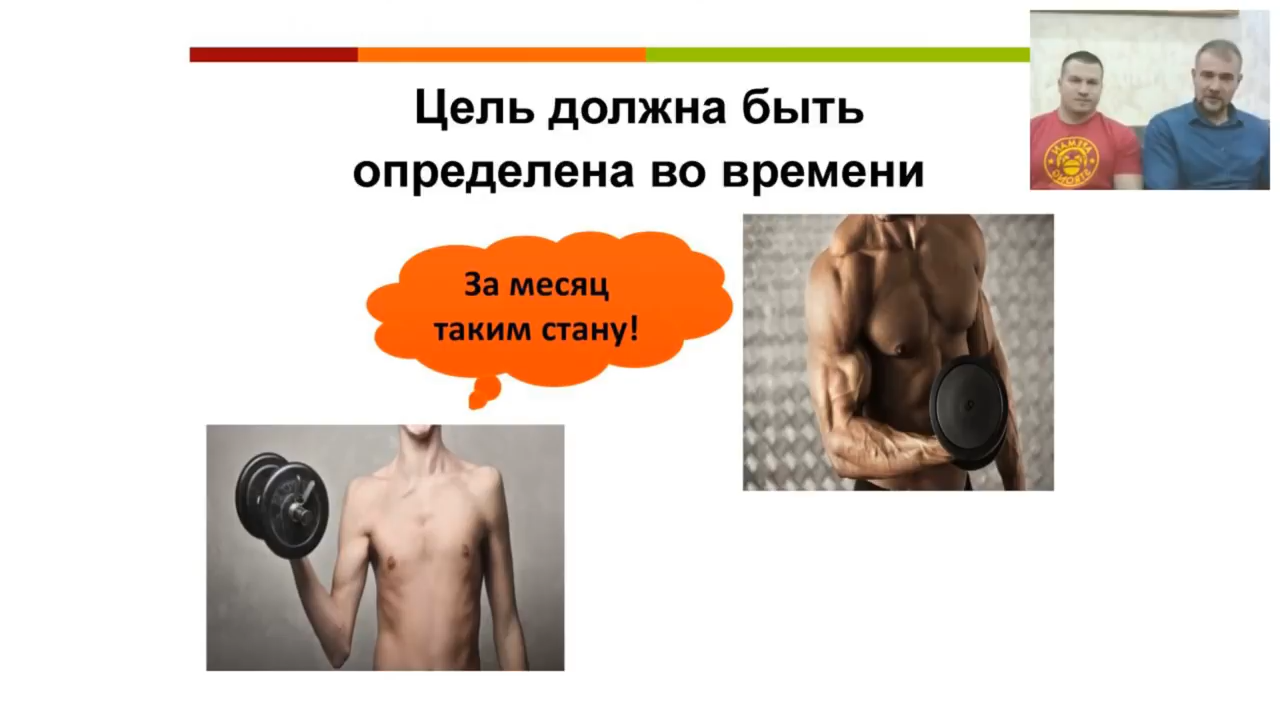 Цель должна быть
определена во времени
За месяц
таким стану!